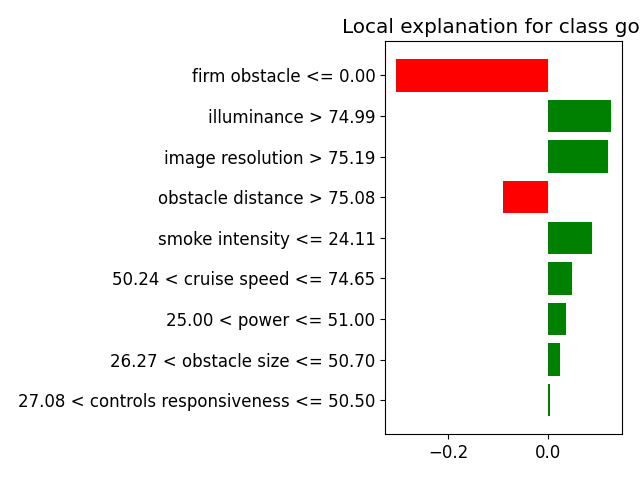 Local explanation for class go
firm obstacle <= 0.00
illuminance > 74.99
image resolution > 75.19
obstacle distance > 75.08
smoke intensity <= 24.11
50.24 < cruise speed <= 74.65
25.00 < power <= 51.00
26.27 < obstacle size <= 50.70
27.08 < controls responsiveness <= 50.50
−0.2 0.0